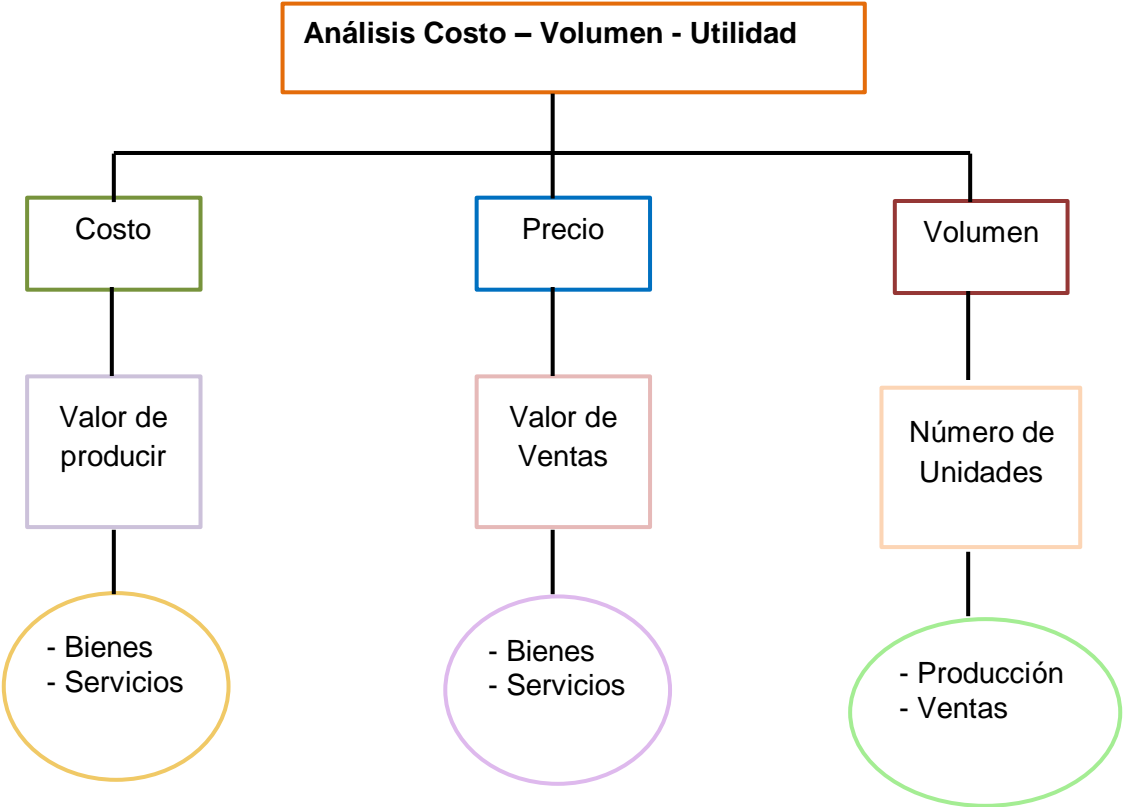 Análisis Costo – Volumen - Utilidad
Costo
Precio
Volumen
Valor de
producir
Valor de
Ventas
Número de
Unidades
- Bienes
- Servicios
- Bienes
- Servicios
- Producción
- Ventas